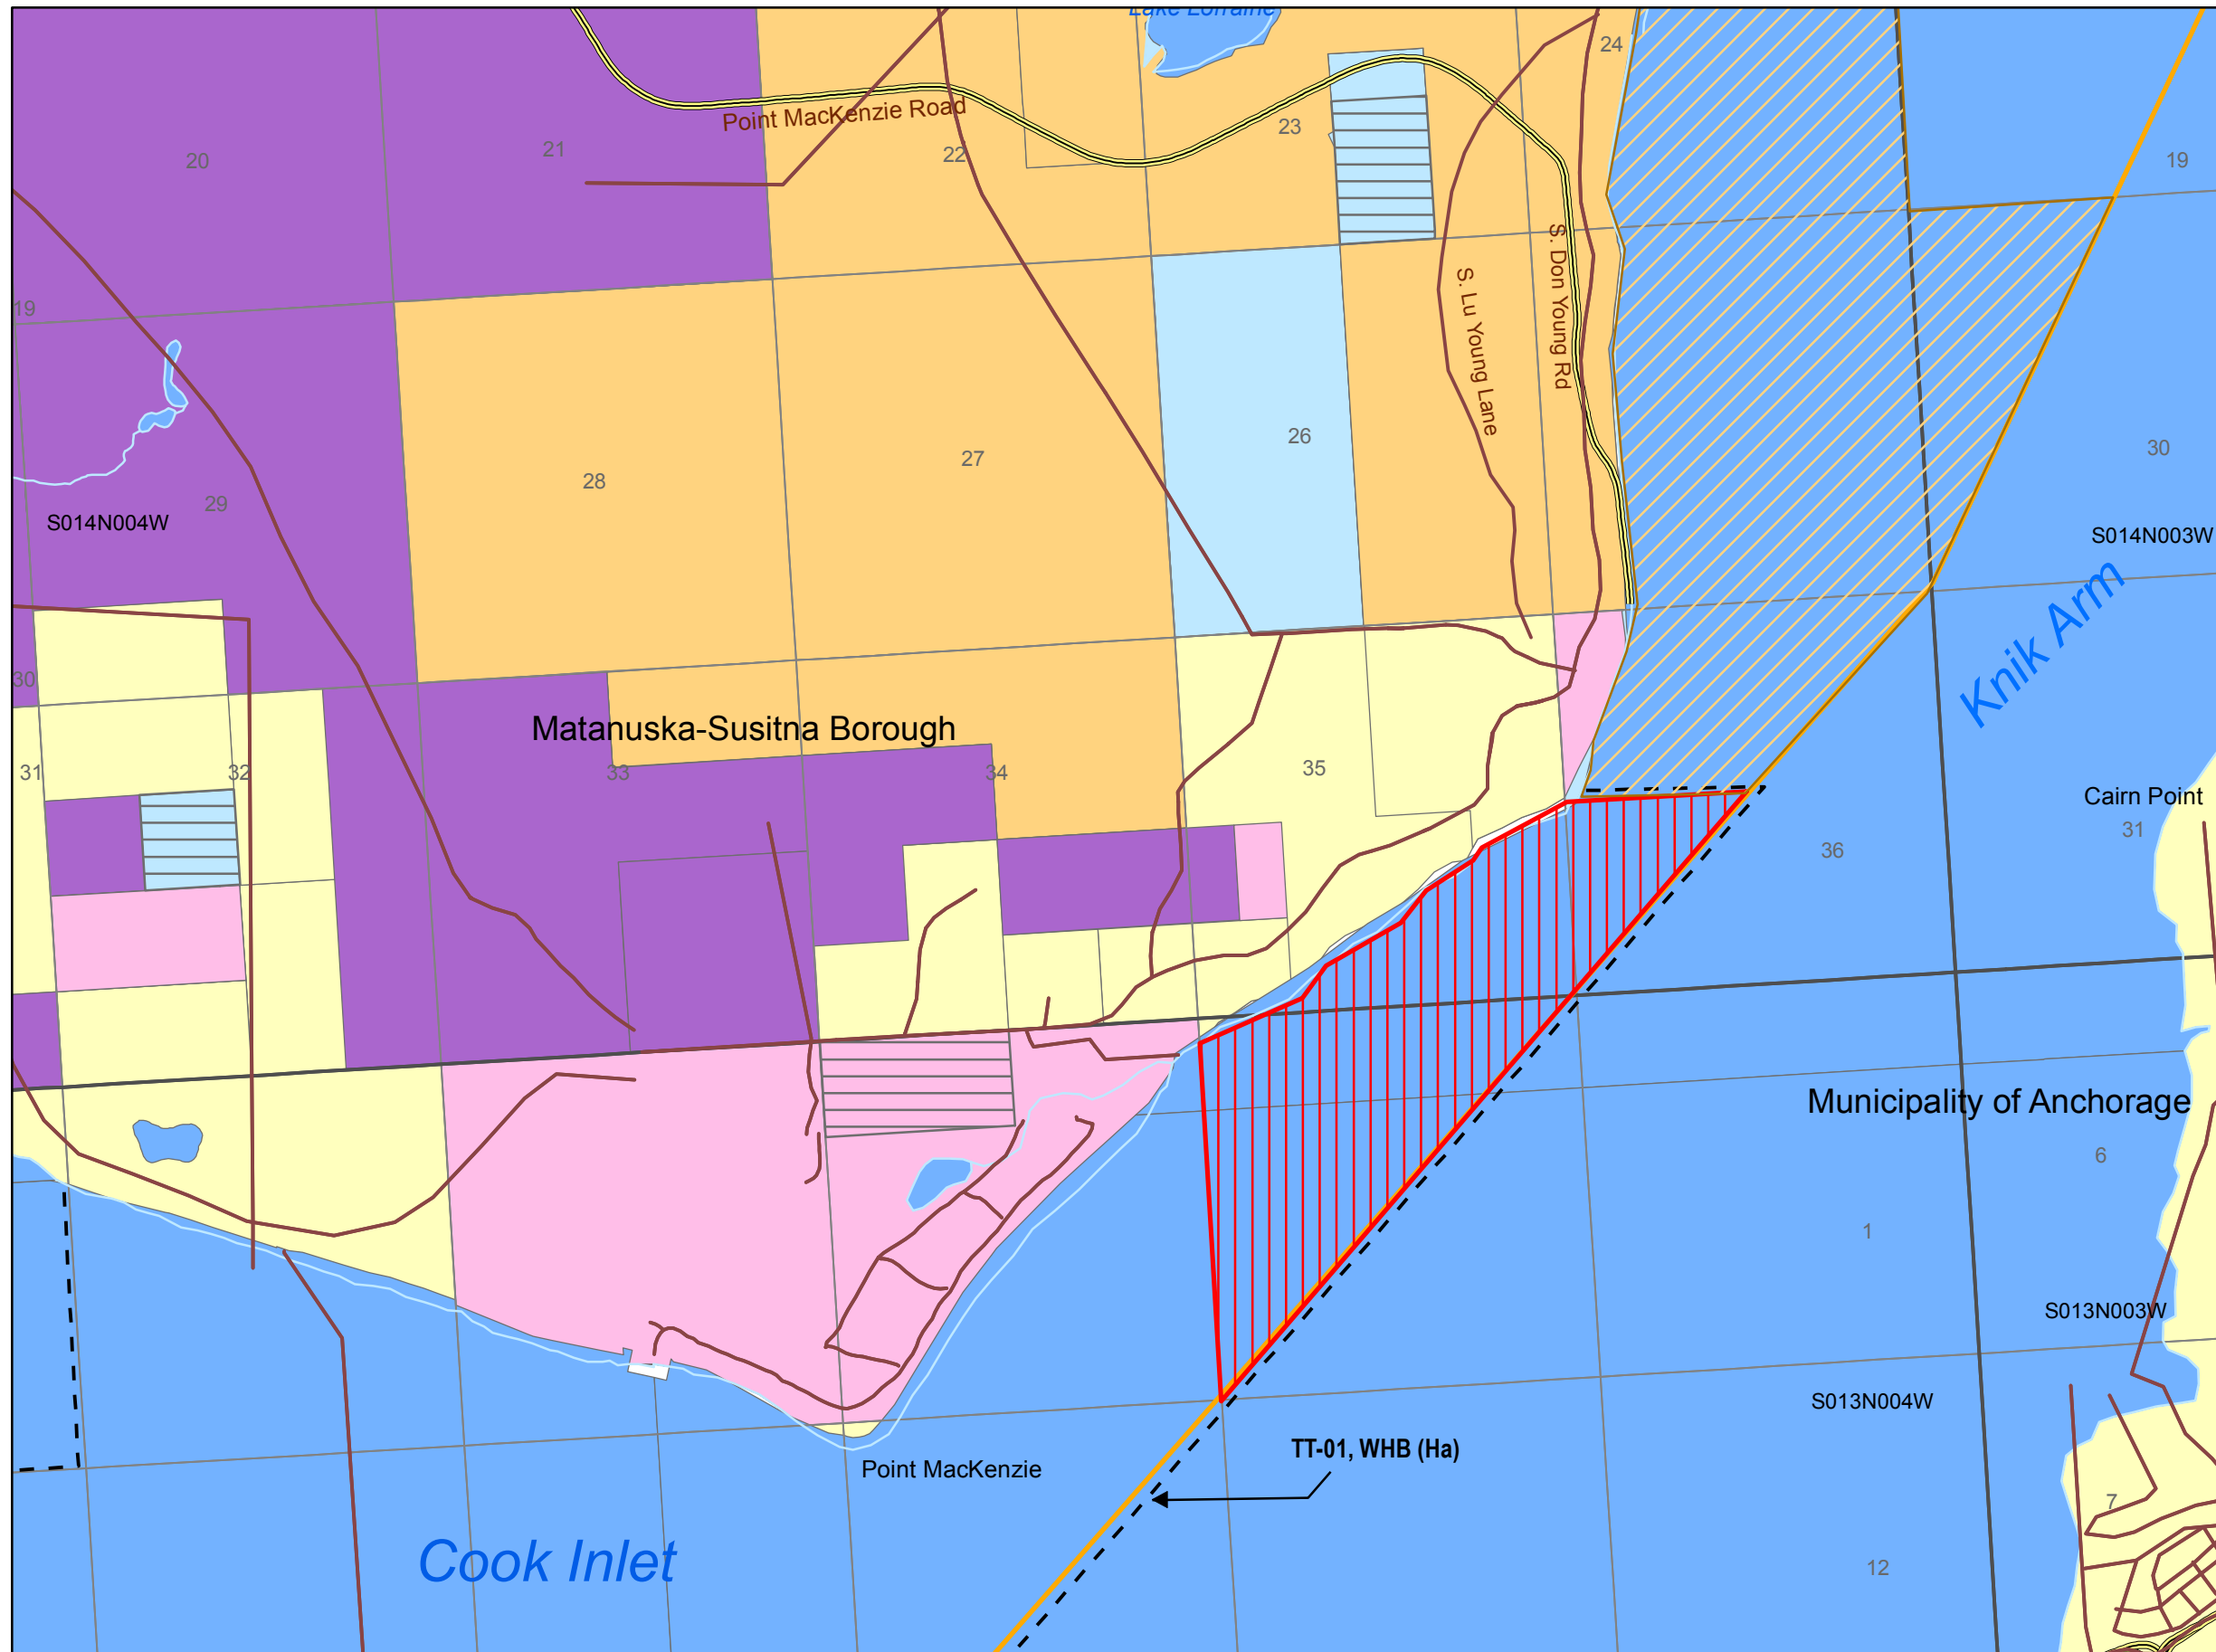 Lake Lorraine
24
Point MacKenzie Road
23
21
22
20
19
S. Don Young Rd
19
S. Lu Young Lane
26
30
27
28
29
S014N004W
S014N003W
Knik Arm
30
Matanuska-Susitna Borough
31
32
33
34
35
Cairn Point
31
36
Municipality of Anchorage
6
1
S013N003W
S013N004W
TT-01, WHB (Ha)
Point MacKenzie
7
Cook Inlet
12